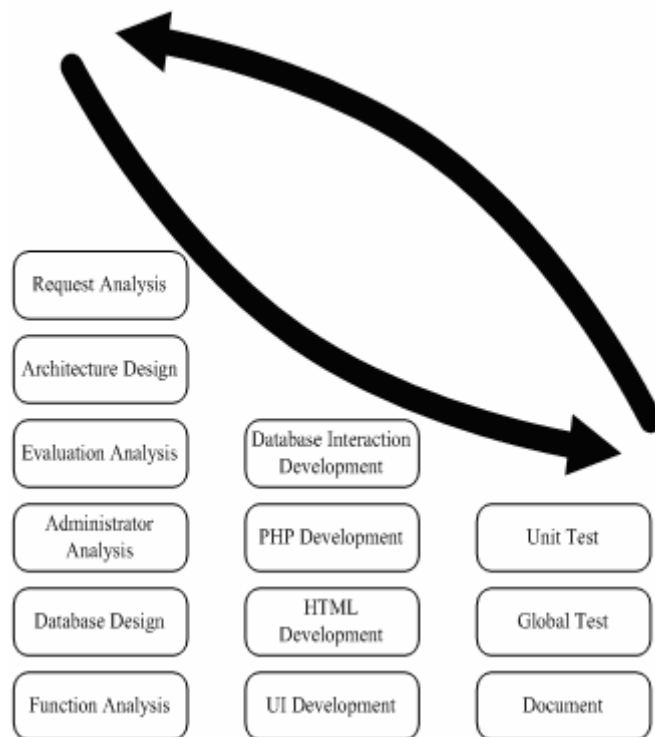 Request Analysis
Architecture Design
Evaluation Analysis
Administrator
Analysis
Database Design
Function Analysis
Database Interaction
Development
PHP Development
HTML
Development
UI Development
Unit Test
Global Test
Document